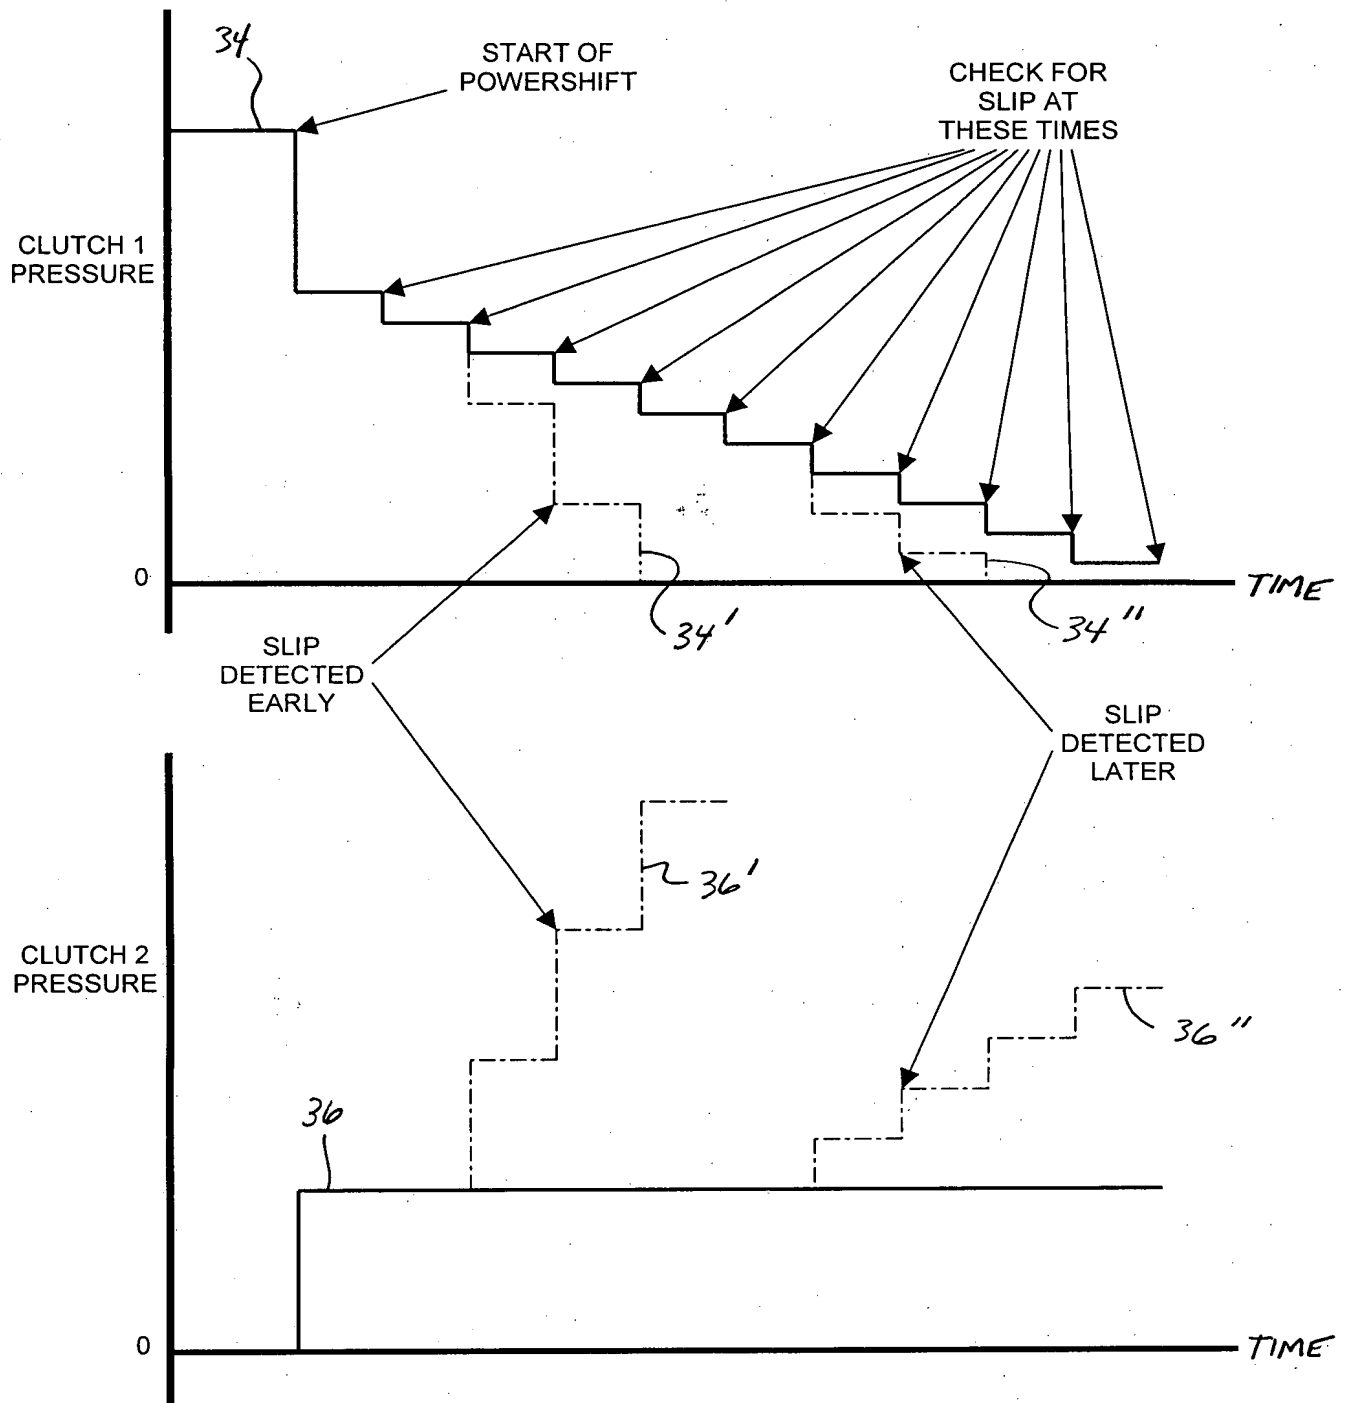 34
START OF
POWERSHIFT
CHECK FOR
SLIP AT
THESE TIMES
CLUTCH 1
PRESSURE
0
TIME
34'
34"
SLIP
DETECTED
EARLY
SLIP
DETECTED
LATER
36'
CLUTCH 2
PRESSURE
36"
36
0
TIME